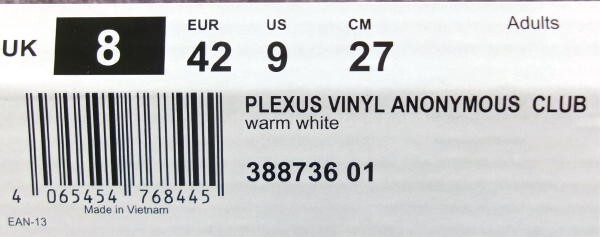 Adults
UK 8 EUR 42 US 9 CM 27
PLEXUS VINYL ANONYMOUS CLUB
warm white
388736 01
4 065454 768445
Made in Vietnam
EAN-13